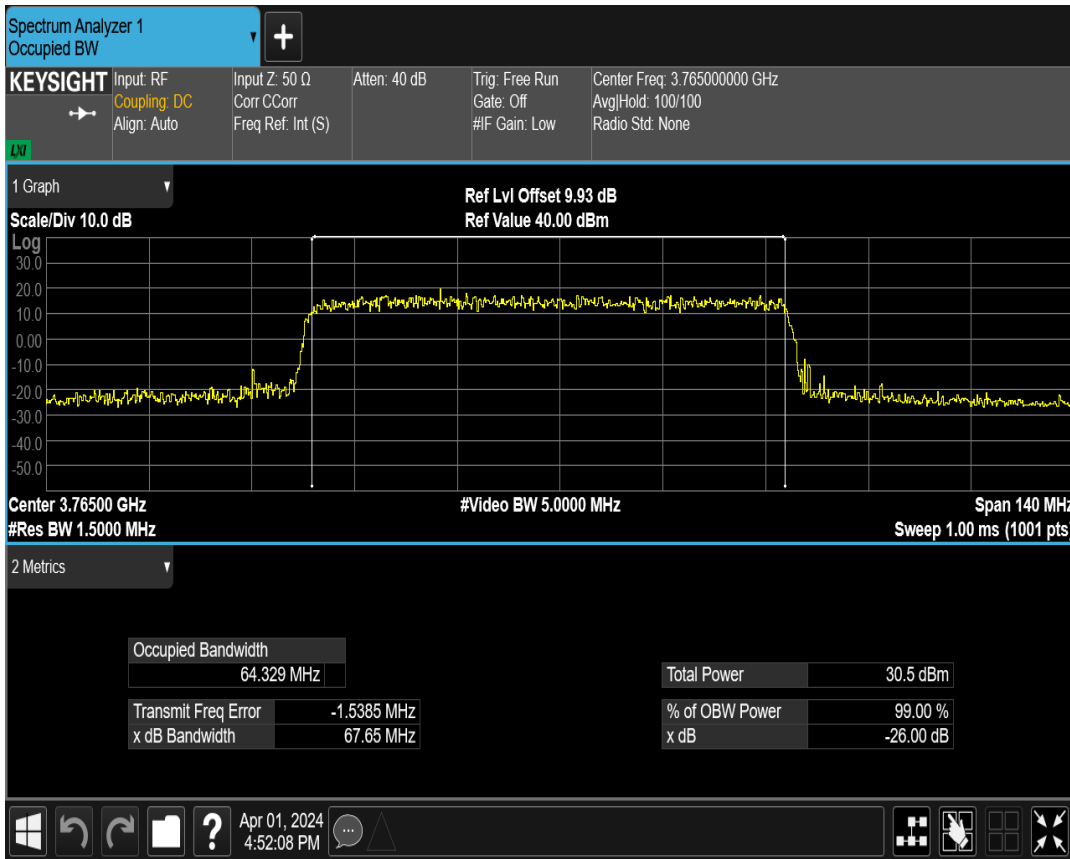 Spectrum Analyzer 1
Occupied BW
+
KEYSIGHT
LXI
Input: RF
Coupling: DC
Align: Auto
Input Z: 50 Ω
Corr CCorr
Freq Ref: Int (S)
Atten: 40 dB
Trig: Free Run
Gate: Off
#IF Gain: Low
Center Freq: 3.765000000 GHz
Avg|Hold: 100/100
Radio Std: None
1 Graph
Scale/Div 10.0 dB
Ref Lvl Offset 9.93 dB
Ref Value 40.00 dBm
Log
30.0
20.0
10.0
0.00
-10.0
-20.0
-30.0
-40.0
-50.0
Center 3.76500 GHz
#Video BW 5.0000 MHz
Span 140 MHz
#Res BW 1.5000 MHz
Sweep 1.00 ms (1001 pts)
2 Metrics
Occupied Bandwidth
64.329 MHz
Total Power 30.5 dBm
Transmit Freq Error -1.5385 MHz
% of OBW Power 99.00 %
x dB Bandwidth 67.65 MHz
x dB -26.00 dB
?
Apr 01, 2024
4:52:08 PM